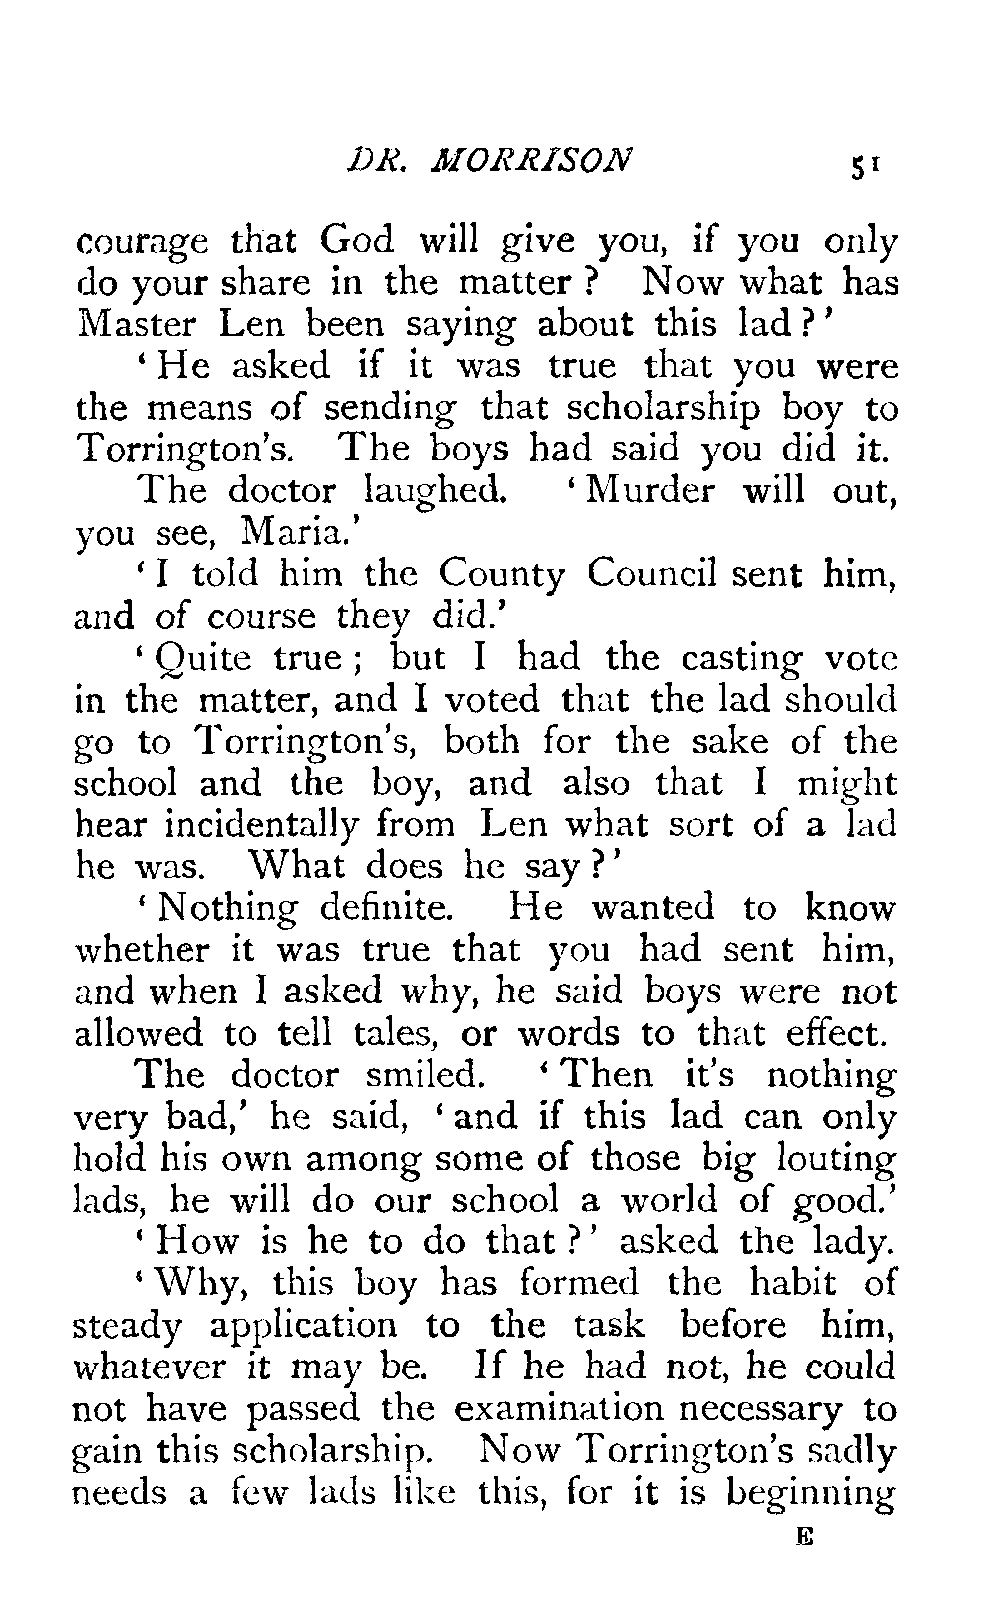 DR. MORRISON 51
courage that God will give you, if you only
do your share in the matter? Now what has
Master Len been saying about this lad?'
'He asked if it was true that you were
the means of sending that scholarship boy to
Torrington's. The boys had said you did it.
The doctor laughed. 'Murder will out,
you see, Maria.'
'I told him the County Council sent him,
and of course they did.'
'Quite true; but I had the casting vote
in the matter, and I voted that the lad should
go to Torrington's, both for the sake of the
school and the boy, and also that I might
hear incidentally from Len what sort of a lad
he was. What does he say?'
'Nothing definite. He wanted to know
whether it was true that you had sent him,
and when I asked why, he said boys were not
allowed to tell tales, or words to that effect.
The doctor smiled. 'Then it's nothing
very bad,' he said, 'and if this lad can only
hold his own among some of those big louting
lads, he will do our school a world of good.'
'How is he to do that?' asked the lady.
'Why, this boy has formed the habit of
steady application to the task before him,
whatever it may be. If he had not, he could
not have passed the examination necessary to
gain this scholarship. Now Torrington's sadly
needs a few lads like this, for it is beginning
E